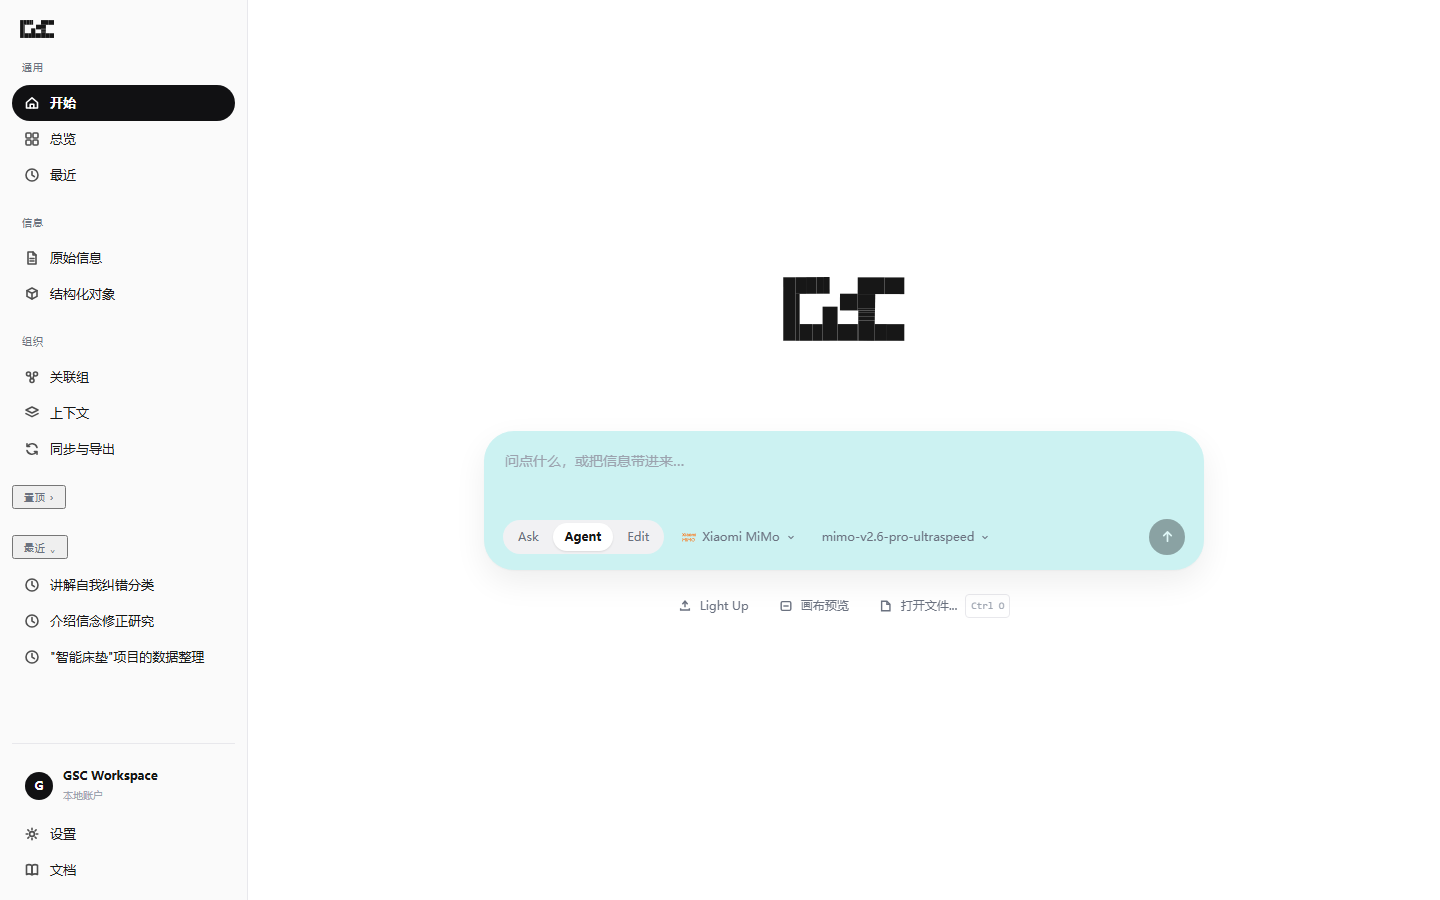 GSC
通用
开始
总览
最近
信息
原始信息
结构化对象
组织
关联组
上下文
同步与导出
置顶 ›
最近 ⌄
讲解自我纠错分类
介绍信念修正研究
"智能床垫"项目的数据整理
G
GSC Workspace
本地账户
设置
文档
GSC
问点什么，或把信息带进来...
Ask Agent Edit Xiaomi MiMO Xiaomi MiMo mimo-v2.6-pro-ultraspeed
Light Up 画布预览 打开文件... Ctrl O